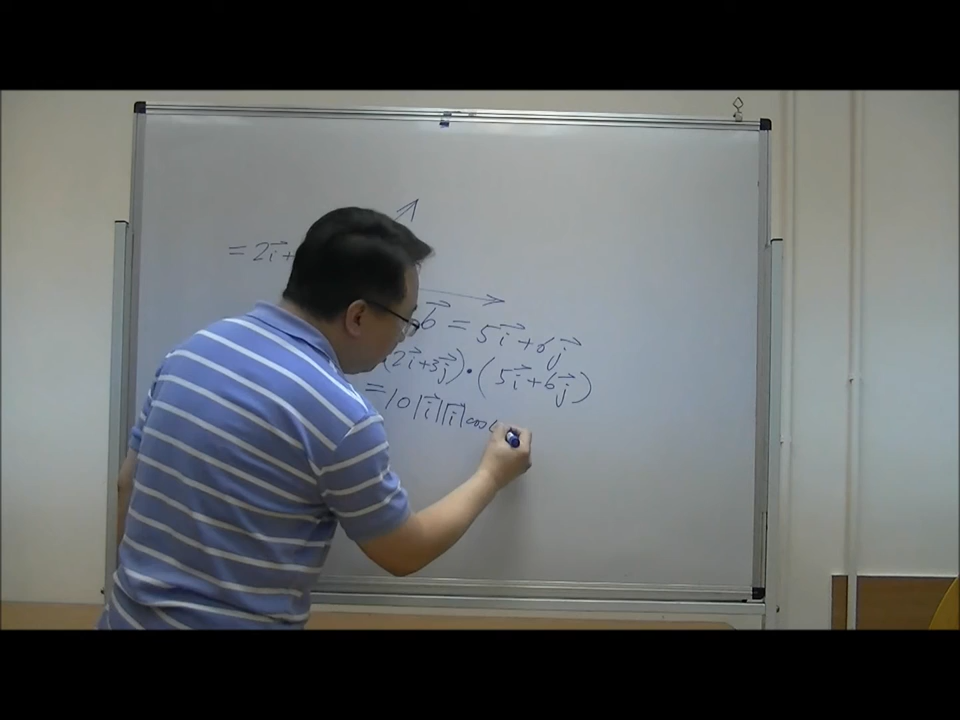 = 2i⃗ +
b⃗ = 5i⃗ + 6j⃗
(2i⃗ + 3j⃗) • (5i⃗ + 6j⃗)
= 10 |i⃗| |i⃗| cos